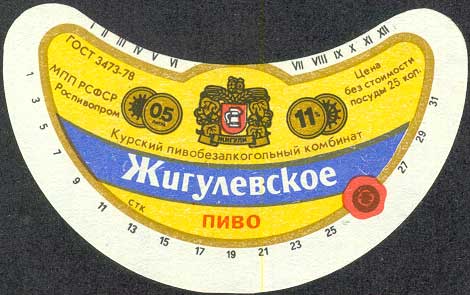 I II III IV V VI VII VIII IX X XI XII
ГОСТ 3473-78
МПП РСФСР
Роспивопром
0,5
ЖИГУЛИ
11%
Цена
без стоимости
посуды 25 коп.
Курский пивобезалкогольный комбинат
Жигулевское
ПИВО
СТК
1 3 5 7 9 11 13 15 17 19 21 23 25 27 29 31